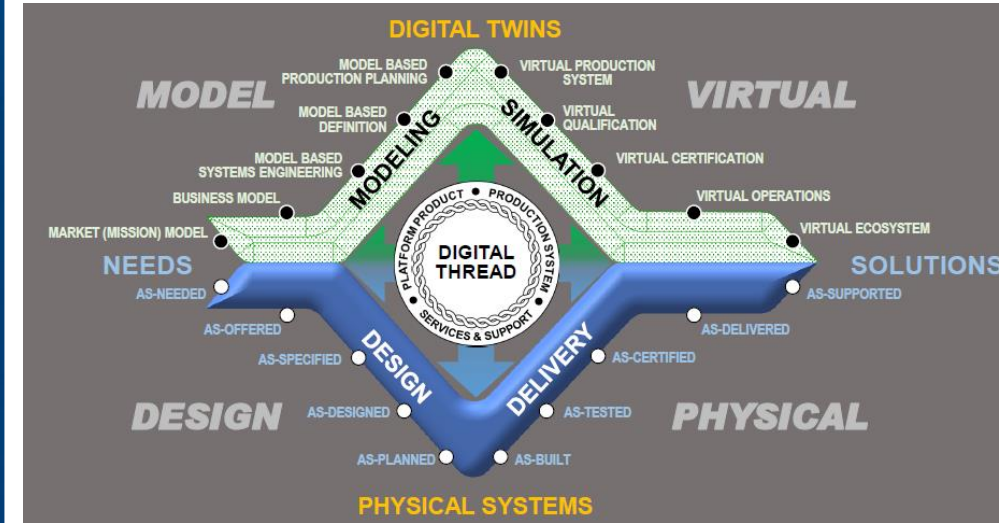 DIGITAL TWINS
MODEL
VIRTUAL
MODEL BASED
PRODUCTION PLANNING
VIRTUAL PRODUCTION
SYSTEM
MODEL BASED
DEFINITION
VIRTUAL
QUALIFICATION
MODELING
SIMULATION
MODEL BASED
SYSTEMS ENGINEERING
VIRTUAL CERTIFICATION
BUSINESS MODEL
VIRTUAL OPERATIONS
MARKET (MISSION) MODEL
VIRTUAL ECOSYSTEM
PLATFORM PRODUCT • PRODUCTION SYSTEM • SERVICES & SUPPORT •
DIGITAL
THREAD
NEEDS
SOLUTIONS
AS-NEEDED
AS-SUPPORTED
AS-OFFERED
AS-DELIVERED
AS-SPECIFIED
AS-CERTIFIED
DESIGN
DELIVERY
AS-DESIGNED
AS-TESTED
DESIGN
PHYSICAL
AS-PLANNED
AS-BUILT
PHYSICAL SYSTEMS